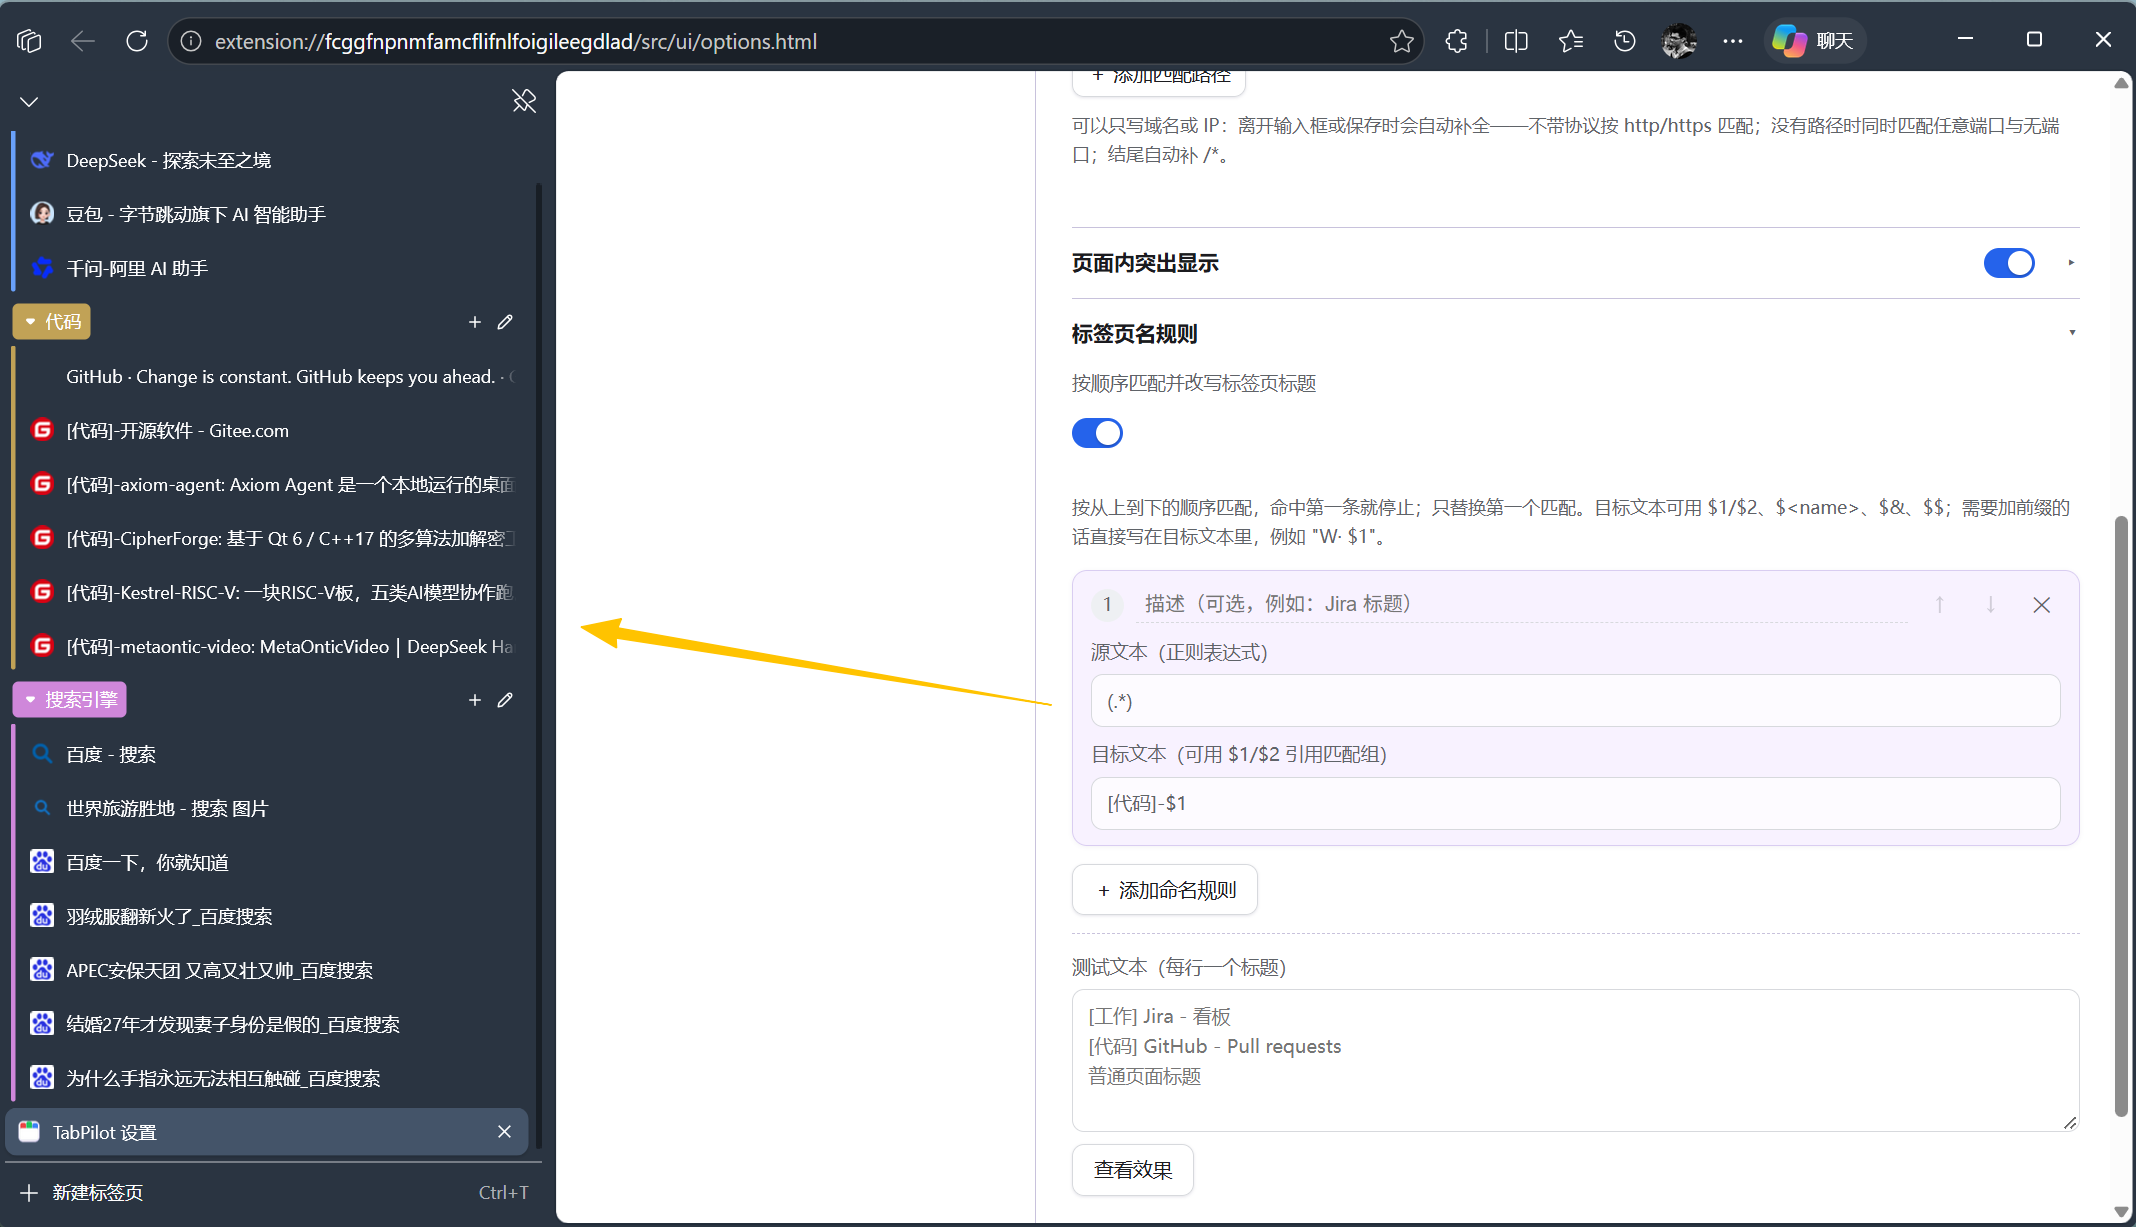 extension://fcggfnpnmfamcflifnlfoigileegdlad/src/ui/options.html
聊天
DeepSeek - 探索未至之境
豆包 - 字节跳动旗下 AI 智能助手
千问-阿里 AI 助手
代码
GitHub · Change is constant. GitHub keeps you ahead. ·
[代码]-开源软件 - Gitee.com
[代码]-axiom-agent: Axiom Agent 是一个本地运行的桌面
[代码]-CipherForge: 基于 Qt 6 / C++17 的多算法加解密
[代码]-Kestrel-RISC-V: 一块RISC-V板，五类AI模型协作跑
[代码]-metaontic-video: MetaOnticVideo | DeepSeek Ha
搜索引擎
百度 - 搜索
世界旅游胜地 - 搜索 图片
百度一下，你就知道
羽绒服翻新火了_百度搜索
APEC安保天团 又高又壮又帅_百度搜索
结婚27年才发现妻子身份是假的_百度搜索
为什么手指永远无法相互触碰_百度搜索
TabPilot 设置
新建标签页 Ctrl+T
+ 添加匹配路径
可以只写域名或 IP：离开输入框或保存时会自动补全——不带协议按 http/https 匹配；没有路径时同时匹配任意端口与无端
口；结尾自动补 /*。
页面内突出显示
标签页名规则
按顺序匹配并改写标签页标题
按从上到下的顺序匹配，命中第一条就停止；只替换第一个匹配。目标文本可用 $1/$2、$<name>、$&、$$；需要加前缀的
话直接写在目标文本里，例如 "W· $1"。
1 描述（可选，例如：Jira 标题）
源文本（正则表达式）
(.*)
目标文本（可用 $1/$2 引用匹配组）
[代码]-$1
+ 添加命名规则
测试文本（每行一个标题）
[工作] Jira - 看板
[代码] GitHub - Pull requests
普通页面标题
查看效果